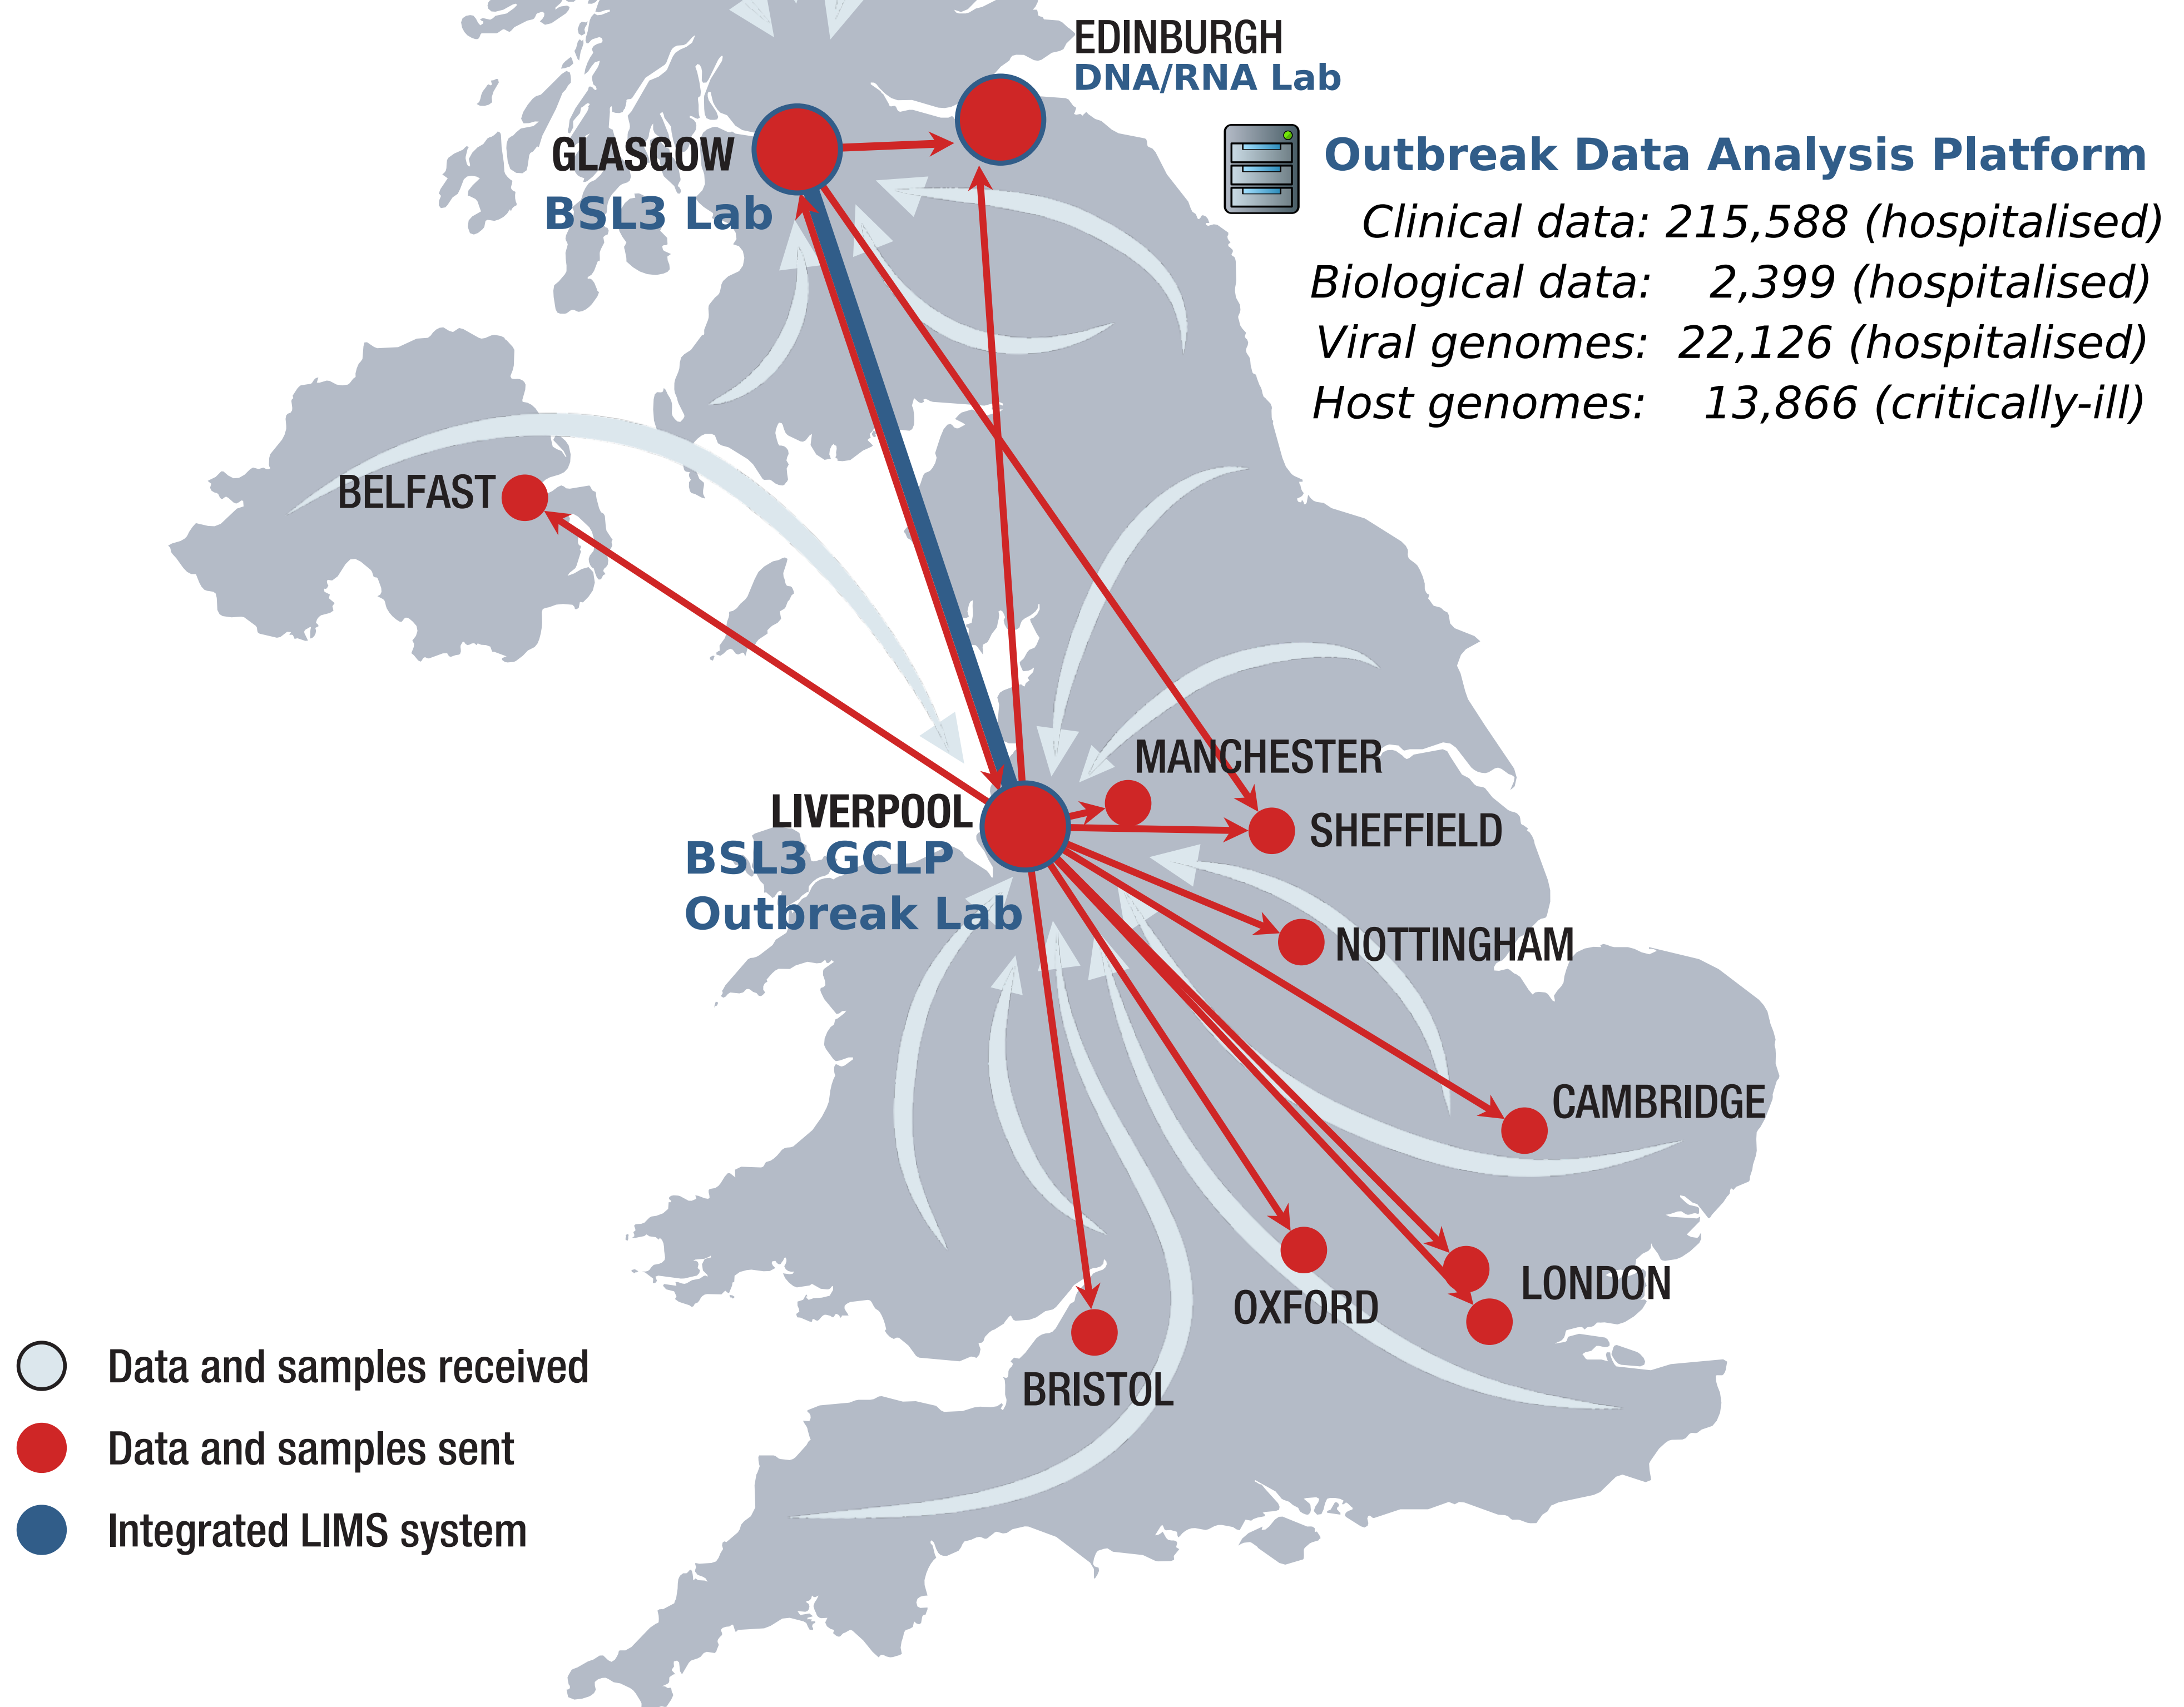 EDINBURGH
DNA/RNA Lab
GLASGOW
BSL3 Lab
Outbreak Data Analysis Platform
Clinical data: 215,588 (hospitalised)
Biological data: 2,399 (hospitalised)
Viral genomes: 22,126 (hospitalised)
Host genomes: 13,866 (critically-ill)
BELFAST
MANCHESTER
LIVERPOOL
BSL3 GCLP
Outbreak Lab
SHEFFIELD
NOTTINGHAM
CAMBRIDGE
LONDON
OXFORD
BRISTOL
Data and samples received
Data and samples sent
Integrated LIMS system